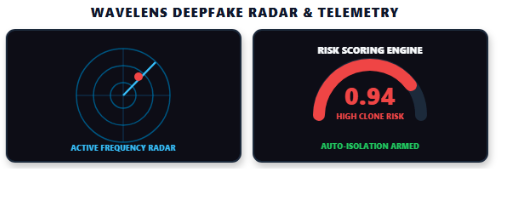 WAVELENS DEEPFAKE RADAR & TELEMETRY
ACTIVE FREQUENCY RADAR
RISK SCORING ENGINE
0.94
HIGH CLONE RISK
AUTO-ISOLATION ARMED